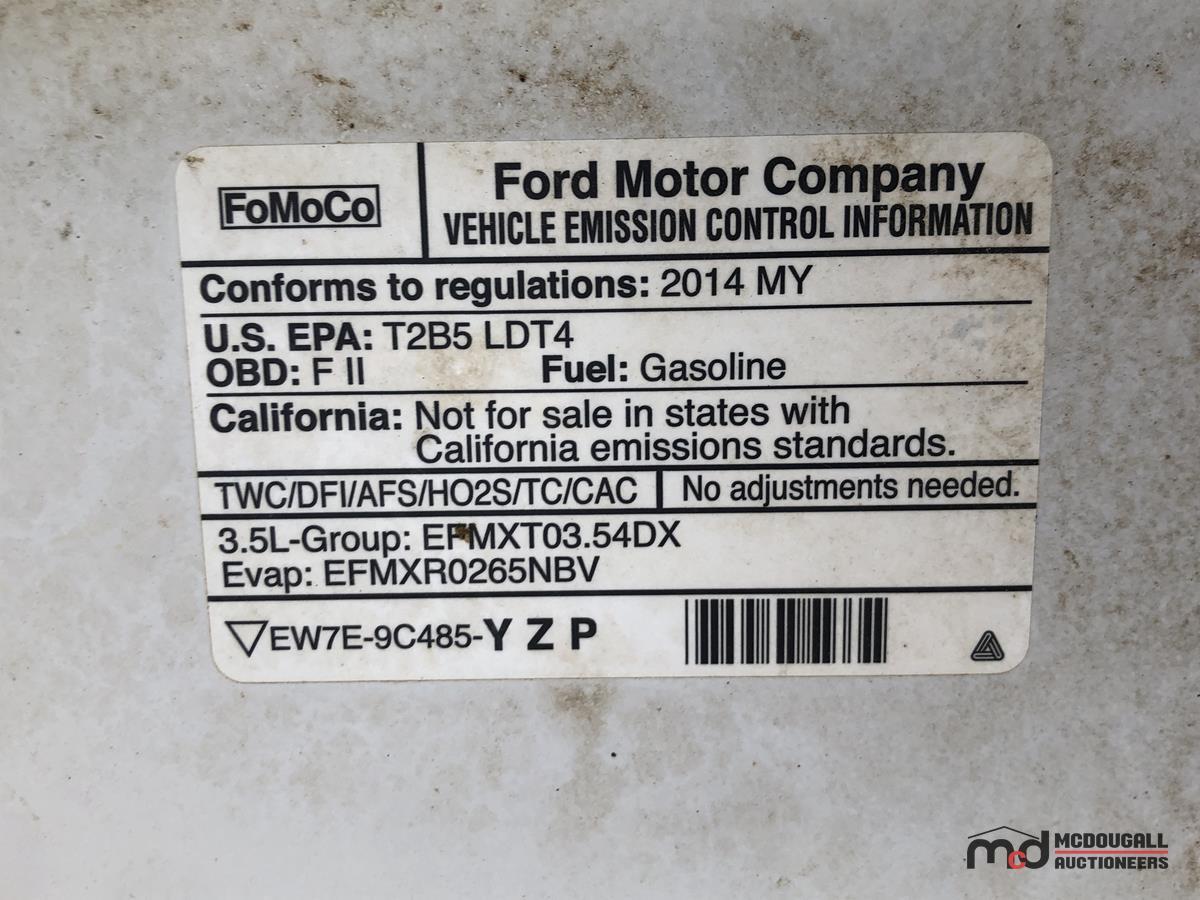 FoMoCo
Ford Motor Company
VEHICLE EMISSION CONTROL INFORMATION
Conforms to regulations: 2014 MY
U.S. EPA: T2B5 LDT4
OBD: F II Fuel: Gasoline
California: Not for sale in states with
California emissions standards.
TWC/DFI/AFS/HO2S/TC/CAC No adjustments needed.
3.5L-Group: EFMXT03.54DX
Evap: EFMXR0265NBV
EW7E-9C485-Y Z P
mcd MCDOUGALL
AUCTIONEERS